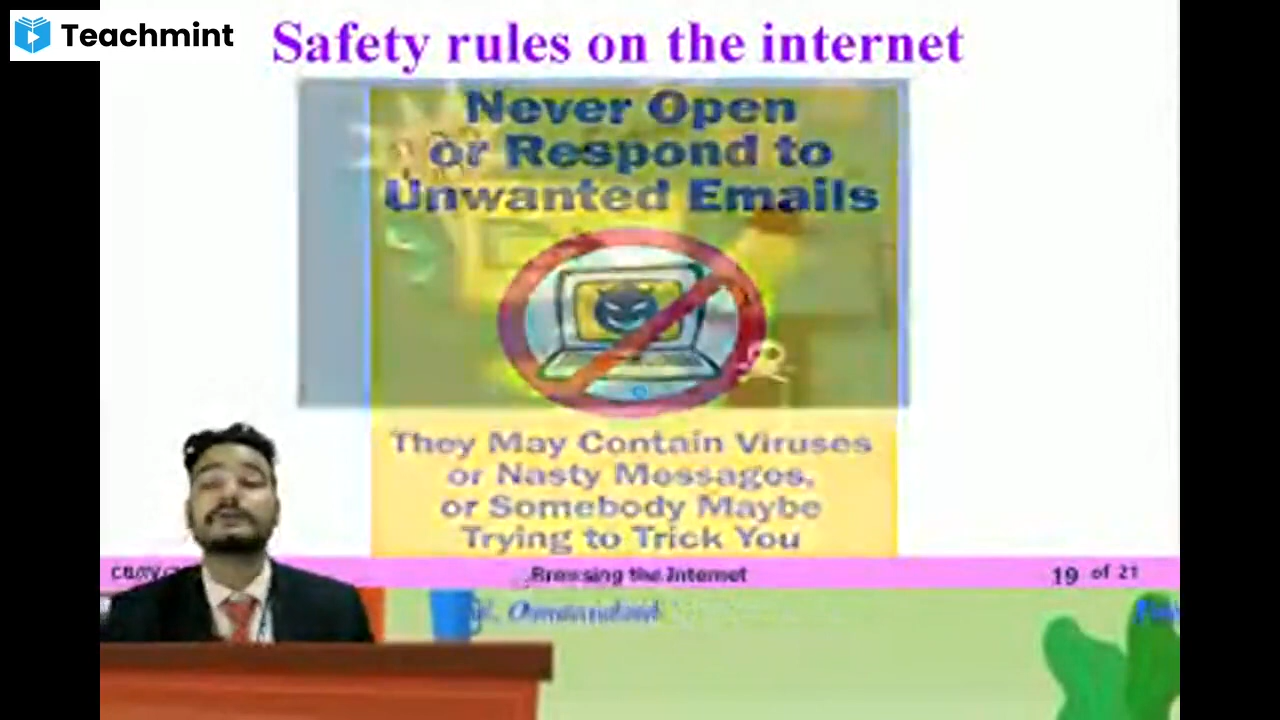 Teachmint
Safety rules on the internet
Never Open
or Respond to
Unwanted Emails
They May Contain Viruses
or Nasty Messages,
or Somebody Maybe
Trying to Trick You
Browsing the Internet
19 of 21